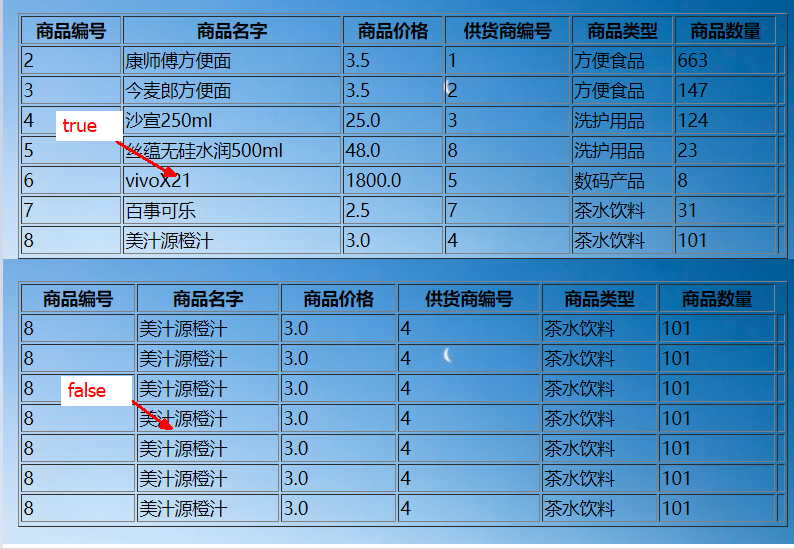 商品编号 商品名字 商品价格 供货商编号 商品类型 商品数量
2 康师傅方便面 3.5 1 方便食品 663
3 今麦郎方便面 3.5 2 方便食品 147
4 沙宣250ml 25.0 3 洗护用品 124
true
5 丝蕴无硅水润500ml 48.0 8 洗护用品 23
6 vivoX21 1800.0 5 数码产品 8
7 百事可乐 2.5 7 茶水饮料 31
8 美汁源橙汁 3.0 4 茶水饮料 101
商品编号 商品名字 商品价格 供货商编号 商品类型 商品数量
8 美汁源橙汁 3.0 4 茶水饮料 101
8 美汁源橙汁 3.0 4 茶水饮料 101
8 美汁源橙汁 3.0 4 茶水饮料 101
false
8 美汁源橙汁 3.0 4 茶水饮料 101
8 美汁源橙汁 3.0 4 茶水饮料 101
8 美汁源橙汁 3.0 4 茶水饮料 101
8 美汁源橙汁 3.0 4 茶水饮料 101